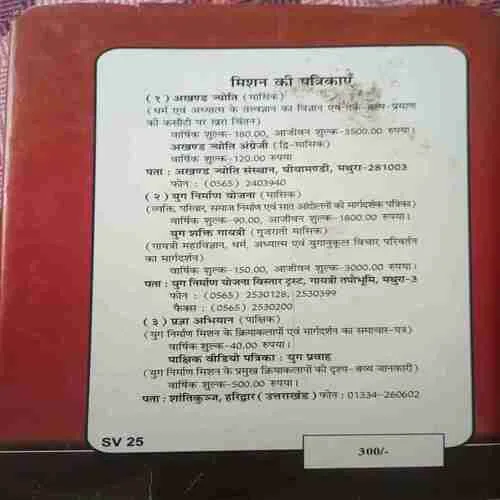 मिशन की पत्रिकाएँ
(१) अखण्ड ज्योति (मासिक)
(धर्म एवं अध्यात्म के तत्त्वज्ञान का विज्ञान एवं तर्क-तथ्य-प्रमाण
की कसौटी पर खरा चिंतन)
वार्षिक शुल्क-180.00, आजीवन शुल्क-3500.00 रुपया।
अखण्ड ज्योति अंग्रेजी (द्वि-मासिक)
वार्षिक शुल्क-120.00 रुपया
पता : अखण्ड ज्योति संस्थान, घीयामण्डी, मथुरा-281003
फोन : (0565) 2403940
(२) युग निर्माण योजना (मासिक)
(व्यक्ति, परिवार, समाज निर्माण एवं सात आंदोलनों की मार्गदर्शक पत्रिका)
वार्षिक शुल्क-90.00, आजीवन शुल्क-1800.00 रुपया।
युग शक्ति गायत्री (गुजराती मासिक)
(गायत्री महाविज्ञान, धर्म, अध्यात्म एवं युगानुकूल विचार परिवर्तन
का मार्गदर्शन)
वार्षिक शुल्क-150.00, आजीवन शुल्क-3000.00 रुपया।
पता : युग निर्माण योजना विस्तार ट्रस्ट, गायत्री तपोभूमि, मथुरा-3
फोन : (0565) 2530128, 2530399
फैक्स : (0565) 2530200
(३) प्रज्ञा अभियान (पाक्षिक)
(युग निर्माण मिशन के क्रियाकलापों एवं मार्गदर्शन का समाचार-पत्र)
वार्षिक शुल्क-40.00 रुपया।
पाक्षिक वीडियो पत्रिका : युग प्रवाह
(युग निर्माण मिशन के प्रमुख क्रियाकलापों की दृश्य-श्रव्य जानकारी)
वार्षिक शुल्क-500.00 रुपया।
पता : शांतिकुञ्ज, हरिद्वार (उत्तराखंड) फोन : 01334-260602
SV 25
300/-